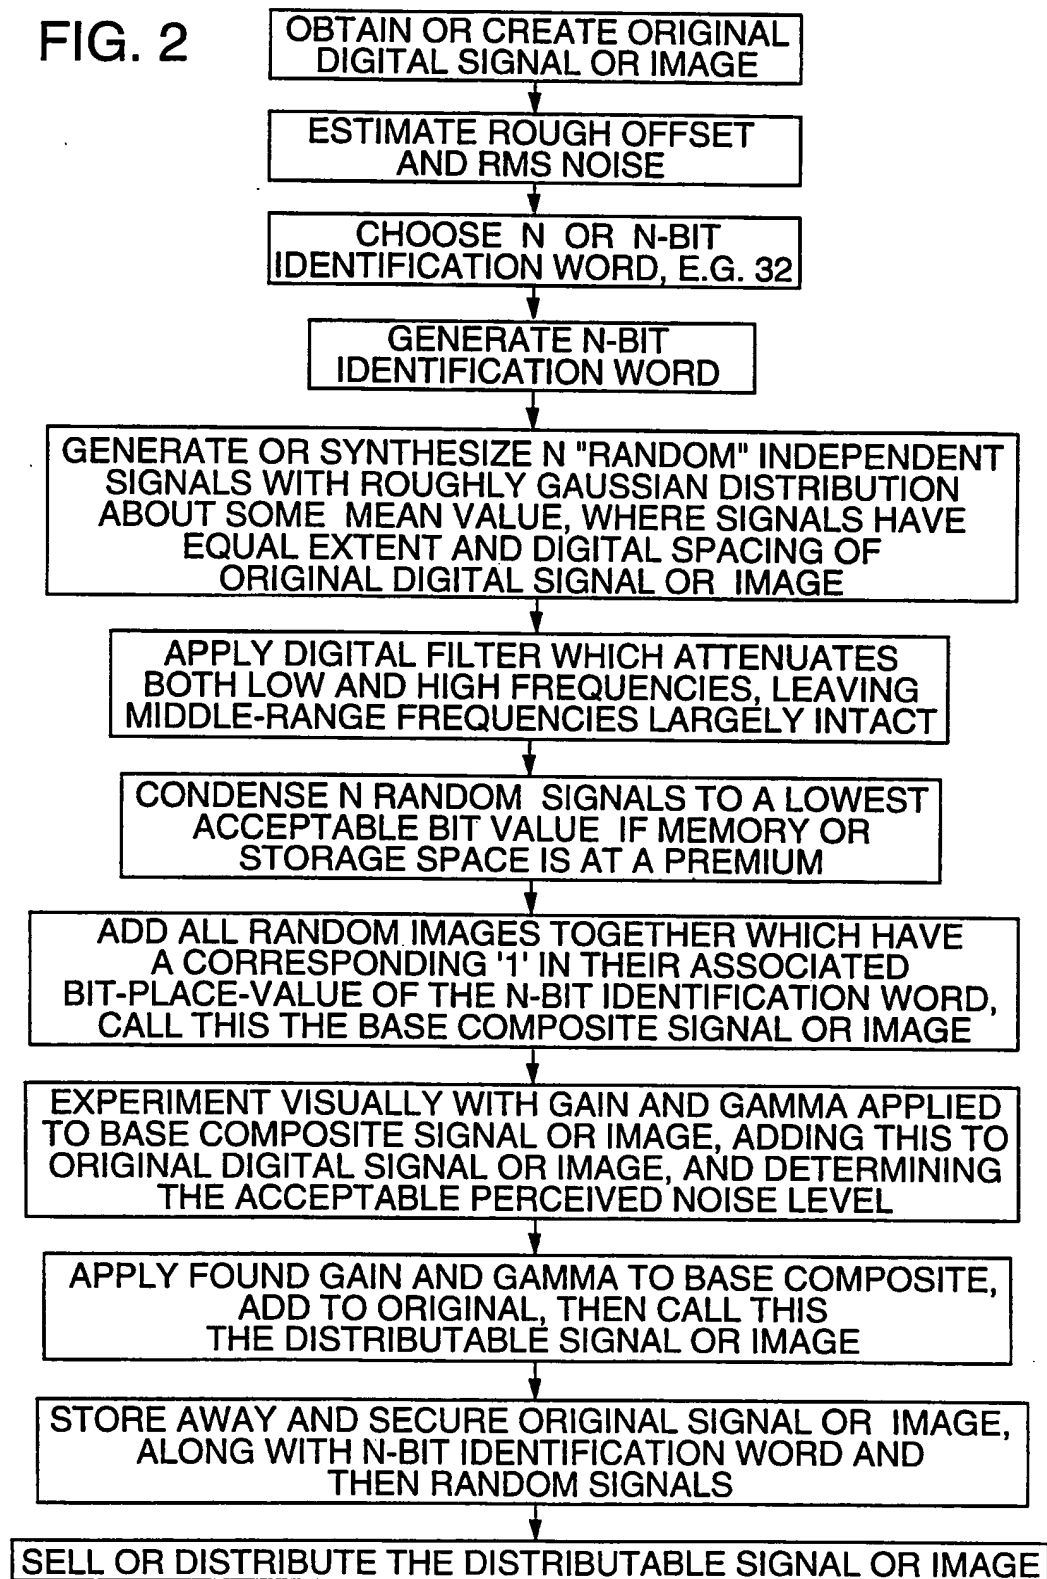 FIG. 2
OBTAIN OR CREATE ORIGINAL
DIGITAL SIGNAL OR IMAGE
ESTIMATE ROUGH OFFSET
AND RMS NOISE
CHOOSE N OR N-BIT
IDENTIFICATION WORD, E.G. 32
GENERATE N-BIT
IDENTIFICATION WORD
GENERATE OR SYNTHESIZE N "RANDOM" INDEPENDENT
SIGNALS WITH ROUGHLY GAUSSIAN DISTRIBUTION
ABOUT SOME MEAN VALUE, WHERE SIGNALS HAVE
EQUAL EXTENT AND DIGITAL SPACING OF
ORIGINAL DIGITAL SIGNAL OR IMAGE
APPLY DIGITAL FILTER WHICH ATTENUATES
BOTH LOW AND HIGH FREQUENCIES, LEAVING
MIDDLE-RANGE FREQUENCIES LARGELY INTACT
CONDENSE N RANDOM SIGNALS TO A LOWEST
ACCEPTABLE BIT VALUE IF MEMORY OR
STORAGE SPACE IS AT A PREMIUM
ADD ALL RANDOM IMAGES TOGETHER WHICH HAVE
A CORRESPONDING '1' IN THEIR ASSOCIATED
BIT-PLACE-VALUE OF THE N-BIT IDENTIFICATION WORD,
CALL THIS THE BASE COMPOSITE SIGNAL OR IMAGE
EXPERIMENT VISUALLY WITH GAIN AND GAMMA APPLIED
TO BASE COMPOSITE SIGNAL OR IMAGE, ADDING THIS TO
ORIGINAL DIGITAL SIGNAL OR IMAGE, AND DETERMINING
THE ACCEPTABLE PERCEIVED NOISE LEVEL
APPLY FOUND GAIN AND GAMMA TO BASE COMPOSITE,
ADD TO ORIGINAL, THEN CALL THIS
THE DISTRIBUTABLE SIGNAL OR IMAGE
STORE AWAY AND SECURE ORIGINAL SIGNAL OR IMAGE,
ALONG WITH N-BIT IDENTIFICATION WORD AND
THEN RANDOM SIGNALS
SELL OR DISTRIBUTE THE DISTRIBUTABLE SIGNAL OR IMAGE